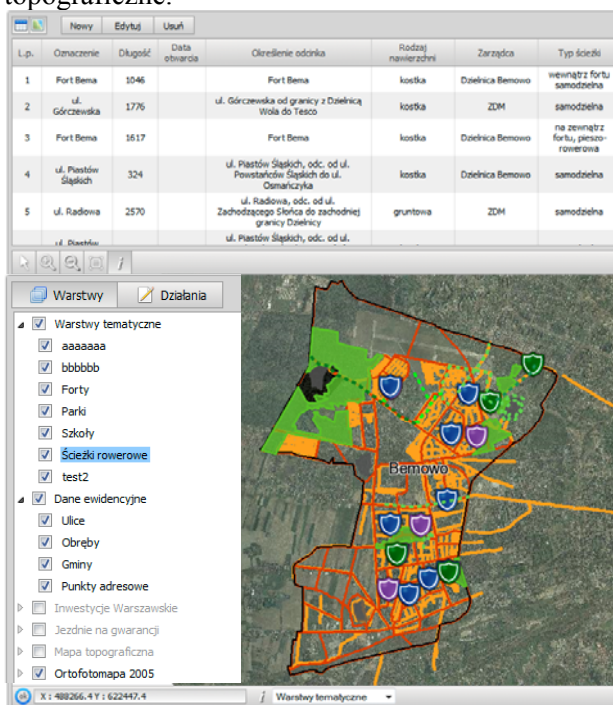 topograficzne.
Nowy Edytuj Usuń
L.p. Oznaczenie Długość Data otwarcia Określenie odcinka Rodzaj nawierzchni Zarządca Typ ścieżki
1 Fort Bema 1046 Fort Bema kostka Dzielnica Bemowo wewnątrz fortu samodzielna
2 ul. Górczewska 1776 ul. Górczewska od granicy z Dzielnicą Wola do Tesco kostka ZDM samodzielna
3 Fort Bema 1617 Fort Bema kostka Dzielnica Bemowo na zewnątrz fortu, pieszo-rowerowa
4 ul. Piastów Śląskich 324 ul. Piastów Śląskich, odc. od ul. Powstańców Śląskich do ul. Osmańczyka kostka Dzielnica Bemowo samodzielna
5 ul. Radiowa 2570 ul. Radiowa, odc. od ul. Zachodzącego Słońca do zachodniej granicy Dzielnicy gruntowa ZDM samodzielna
ul. Piastów ul. Piastów Śląskich, odc. od ul.
Warstwy Działania
Warstwy tematyczne
aaaaaaa
bbbbbb
Forty
Parki
Szkoły
Ścieżki rowerowe
test2
Dane ewidencyjne
Ulice
Obręby
Gminy
Punkty adresowe
Inwestycje Warszawskie
Jezdnie na gwarancji
Mapa topograficzna
Ortofotomapa 2005
Bemowo
ok X : 488266.4 Y : 622447.4 i Warstwy tematyczne